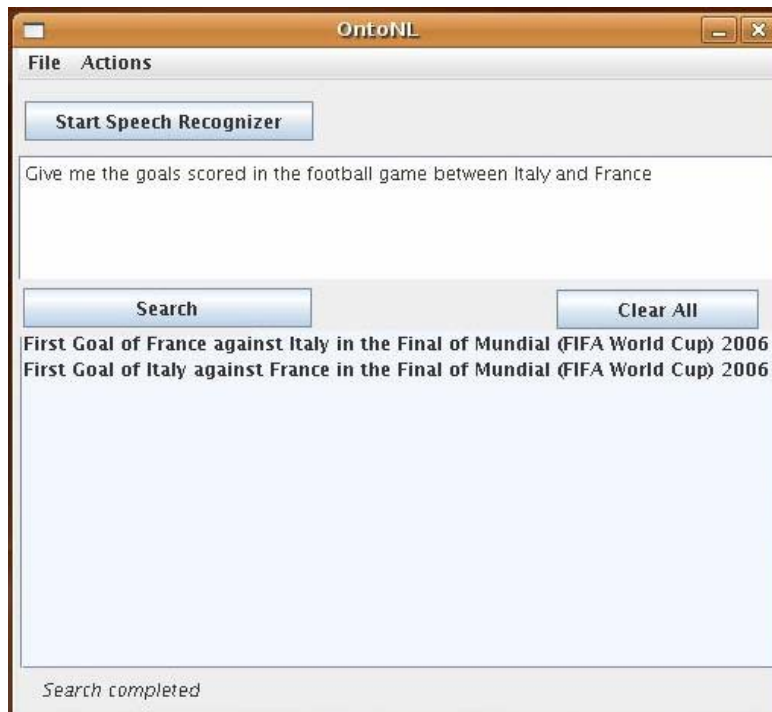 OntoNL
File Actions
Start Speech Recognizer
Give me the goals scored in the football game between Italy and France
Search Clear All
First Goal of France against Italy in the Final of Mundial (FIFA World Cup) 2006
First Goal of Italy against France in the Final of Mundial (FIFA World Cup) 2006
Search completed